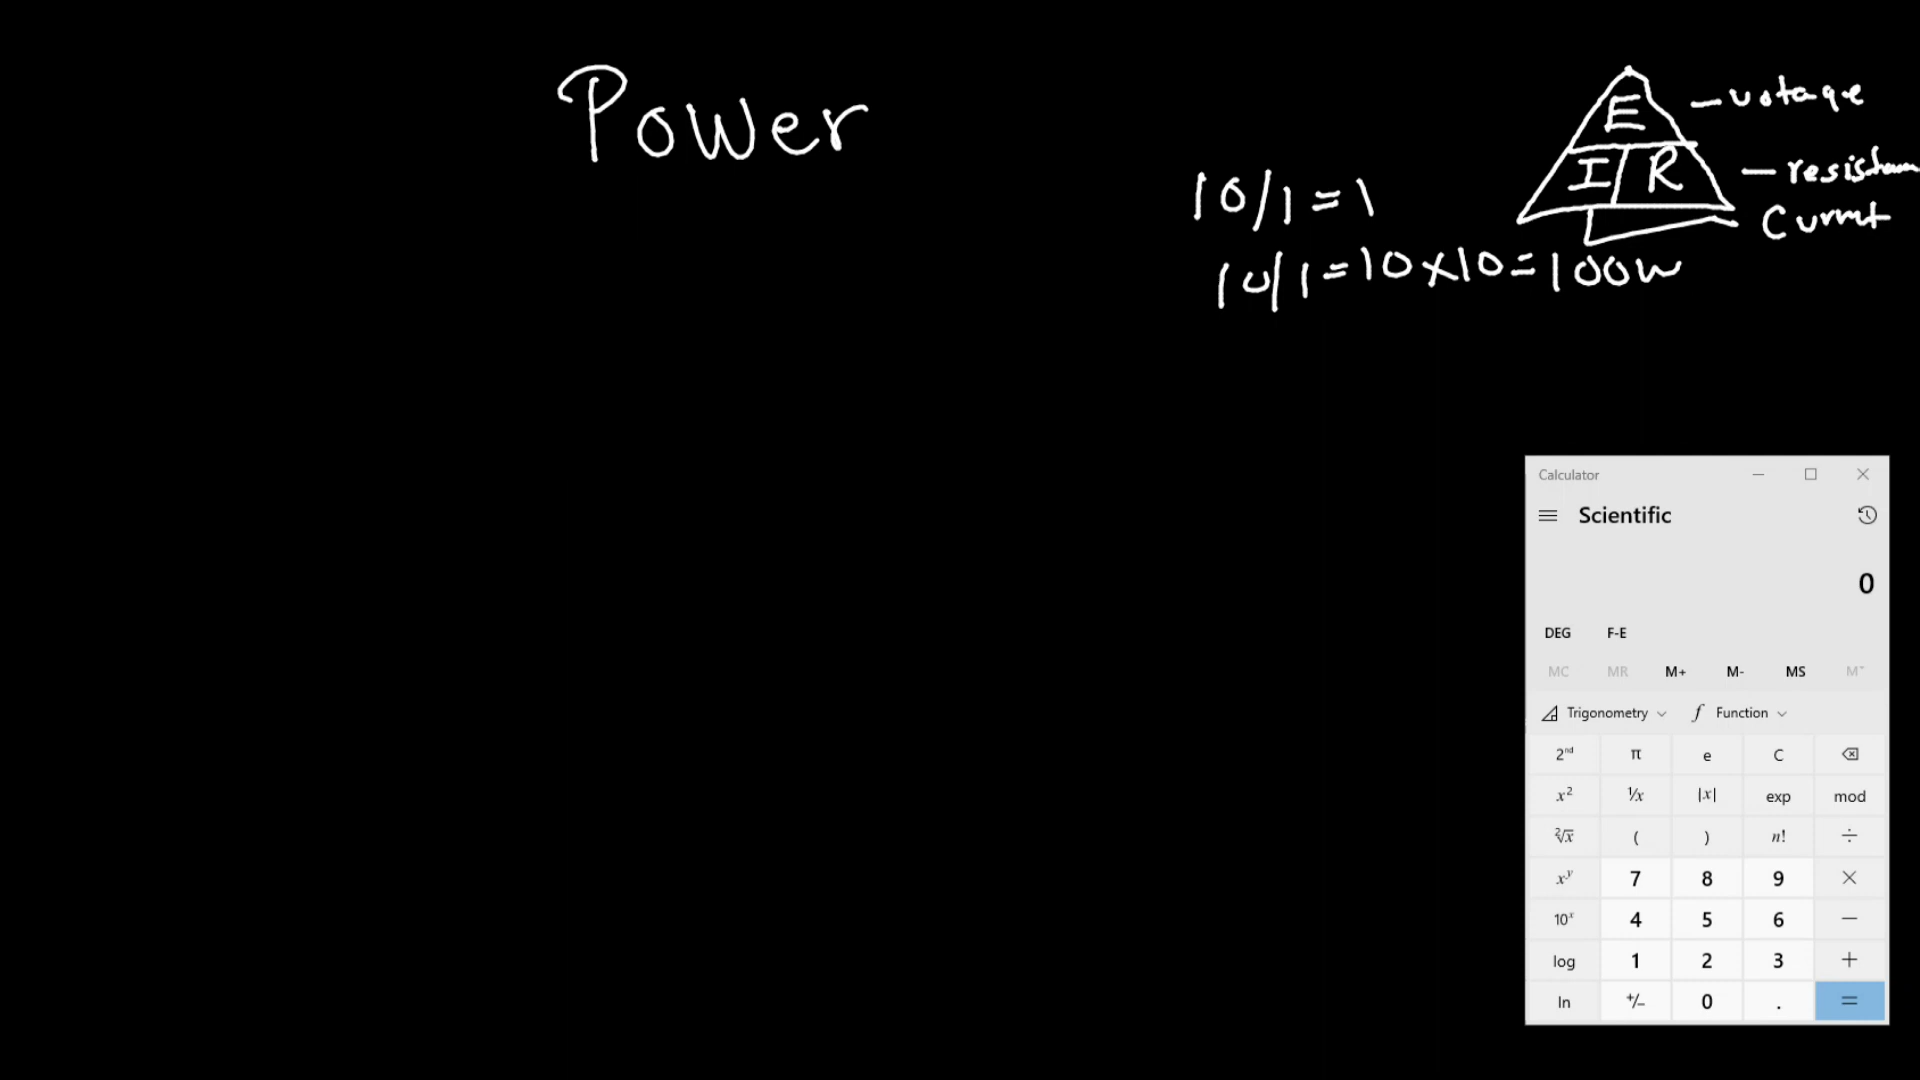 Power
E
- votage
I R
- resistan
Currnt
10/1=1
10/1=10x10=100w
Calculator
Scientific
0
DEG F-E
MC MR M+ M- MS M˅
Trigonometry f Function
2nd π e C
x² ¹/x |x| exp mod
²√x ( ) n! ÷
xʸ 7 8 9 ×
10ˣ 4 5 6 −
log 1 2 3 +
ln +/− 0 . =